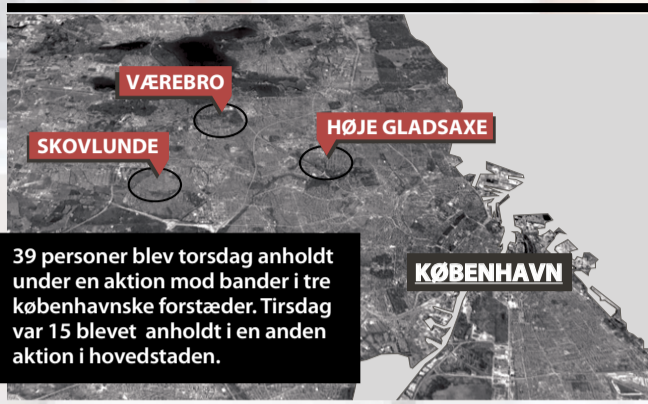 VÆREBRO
HØJE GLADSAXE
SKOVLUNDE
39 personer blev torsdag anholdt
under en aktion mod bander i tre
københavnske forstæder. Tirsdag
var 15 blevet anholdt i en anden
aktion i hovedstaden.
KØBENHAVN